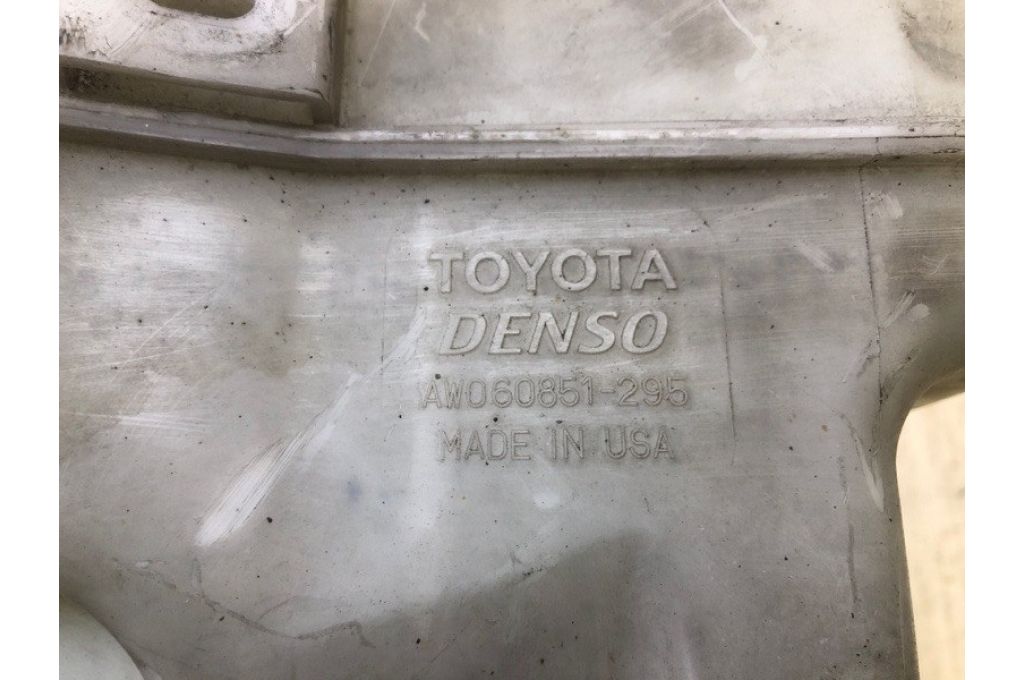 TOYOTA
DENSO
AW060851-295
MADE IN USA